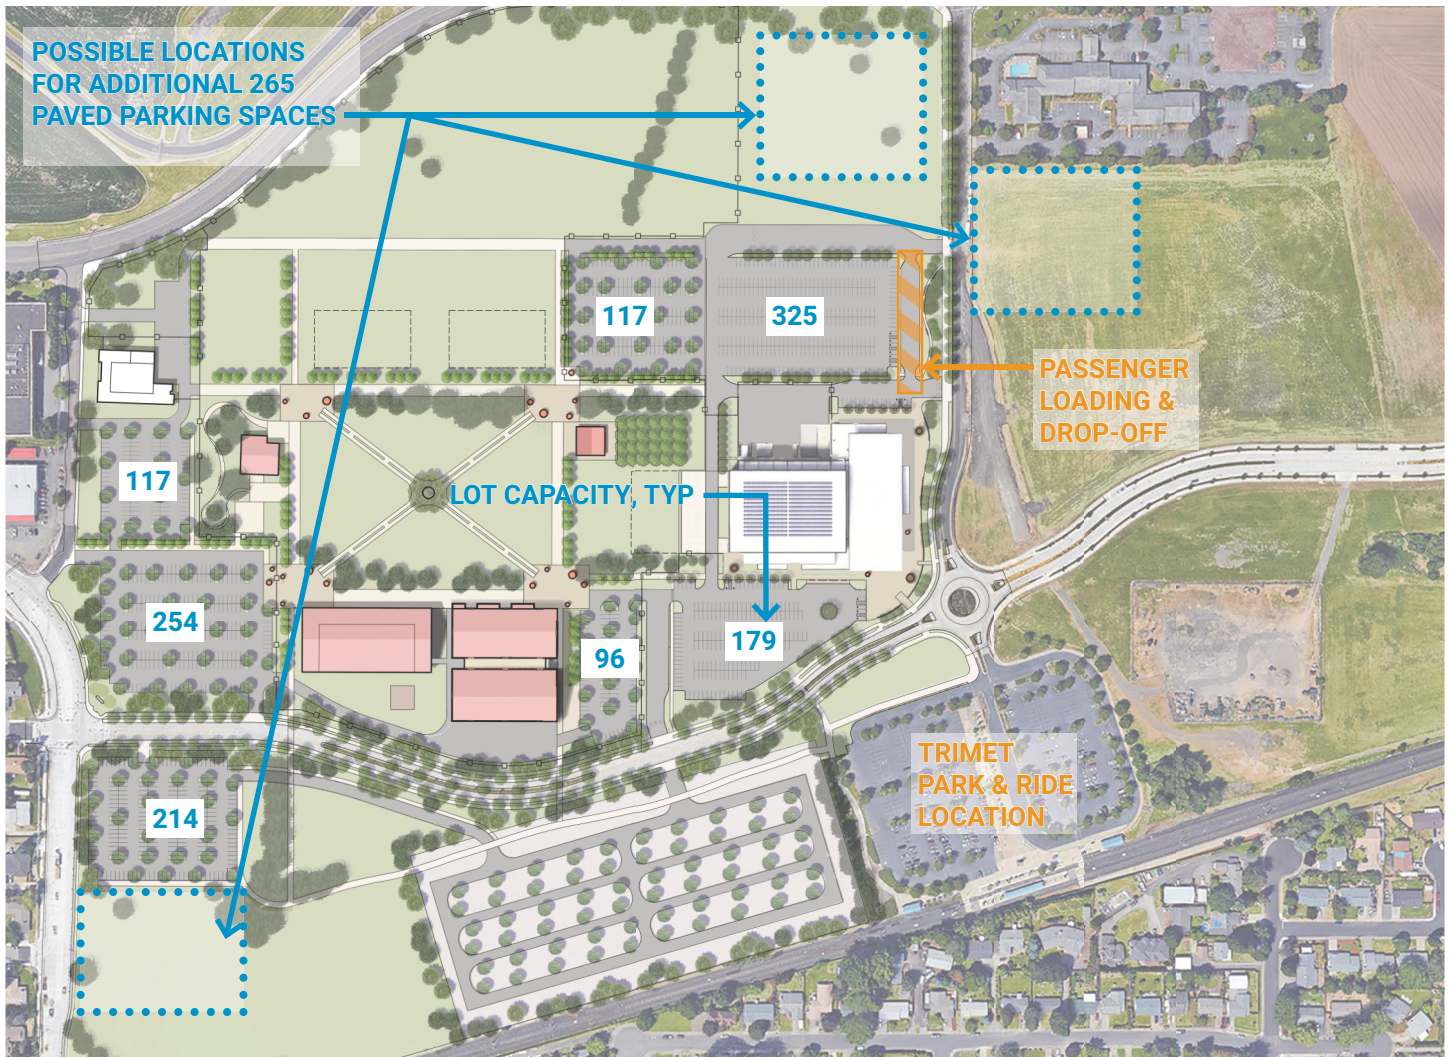 POSSIBLE LOCATIONS
FOR ADDITIONAL 265
PAVED PARKING SPACES
117
325
PASSENGER
LOADING &
DROP-OFF
117
LOT CAPACITY, TYP
254
96
179
TRIMET
PARK & RIDE
LOCATION
214